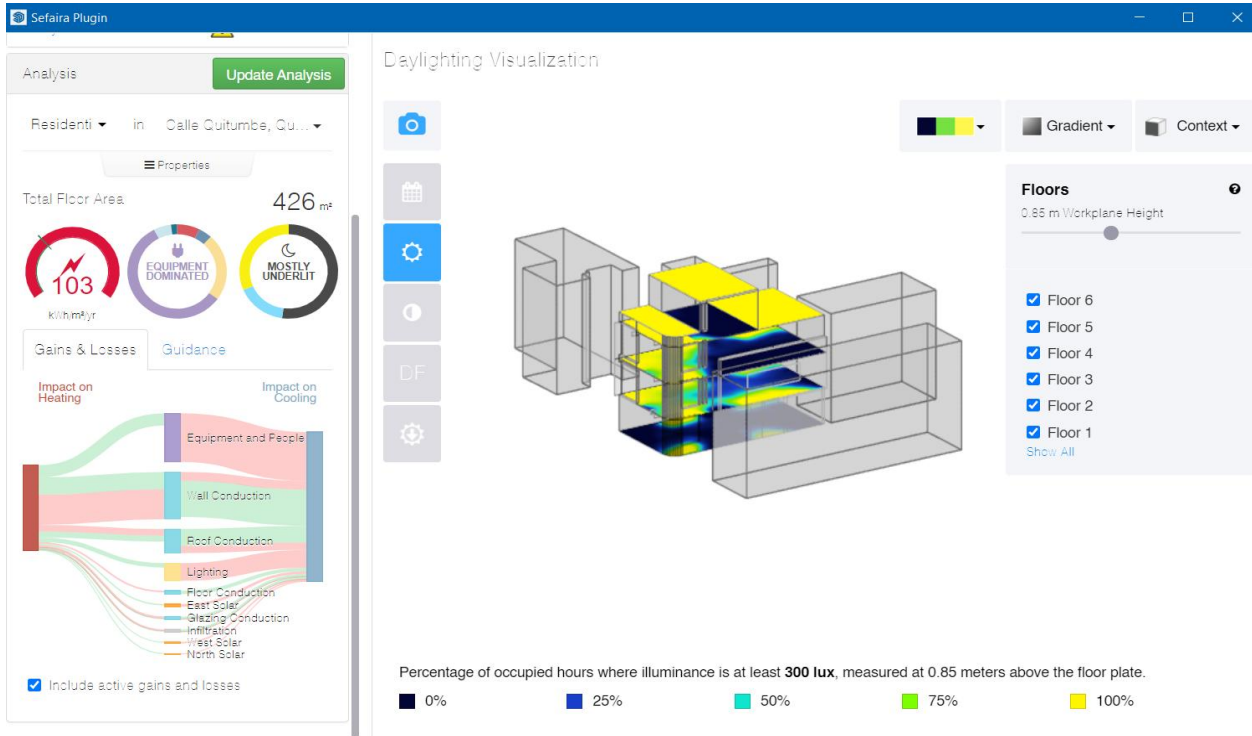 Sefaira Plugin
Analysis
Update Analysis
Residenti
in
Calle Quitumbe, Qu...
Properties
Total Floor Area
426 m²
103
kWh/m²/yr
EQUIPMENT
DOMINATED
MOSTLY
UNDERLIT
Gains & Losses
Guidance
Impact on
Heating
Impact on
Cooling
Equipment and People
Wall Conduction
Roof Conduction
Lighting
Floor Conduction
East Solar
Glazing Conduction
Infiltration
West Solar
North Solar
Include active gains and losses
Daylighting Visualization
Gradient
Context
DF
Floors
0.85 m Workplane Height
Floor 6
Floor 5
Floor 4
Floor 3
Floor 2
Floor 1
Show All
Percentage of occupied hours where illuminance is at least 300 lux, measured at 0.85 meters above the floor plate.
0%
25%
50%
75%
100%